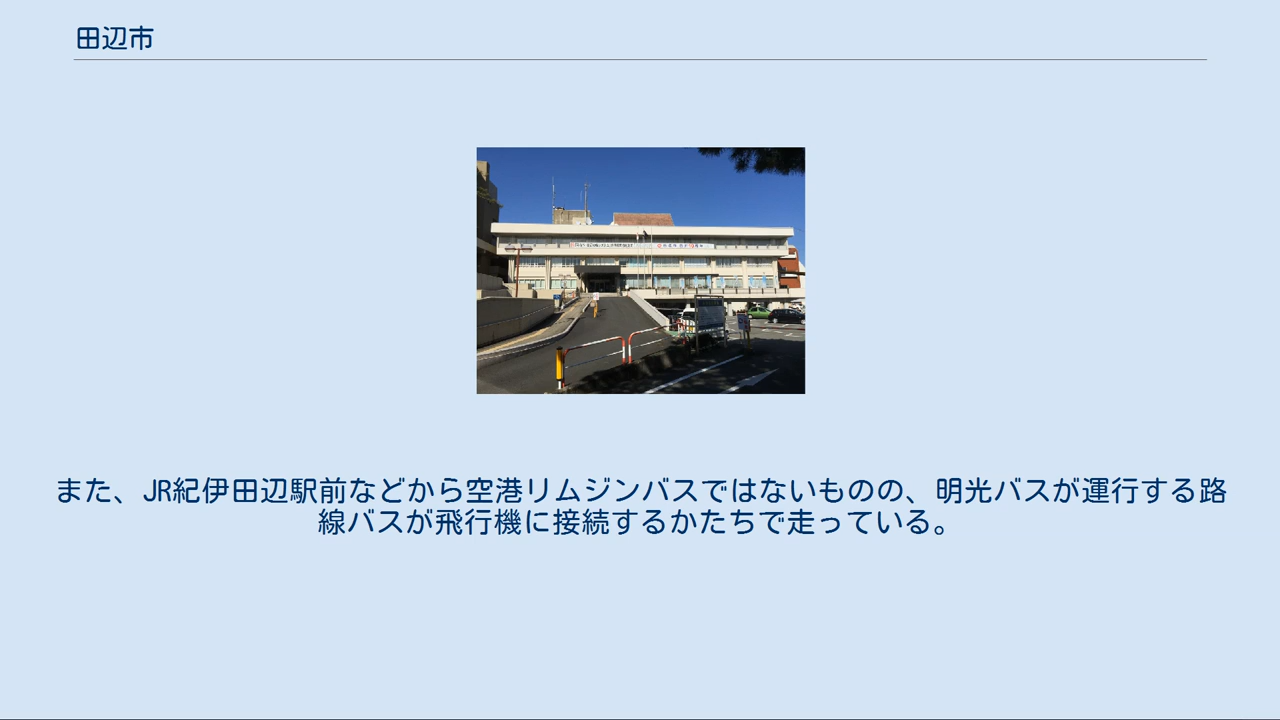 田辺市
また、JR紀伊田辺駅前などから空港リムジンバスではないものの、明光バスが運行する路
線バスが飛行機に接続するかたちで走っている。